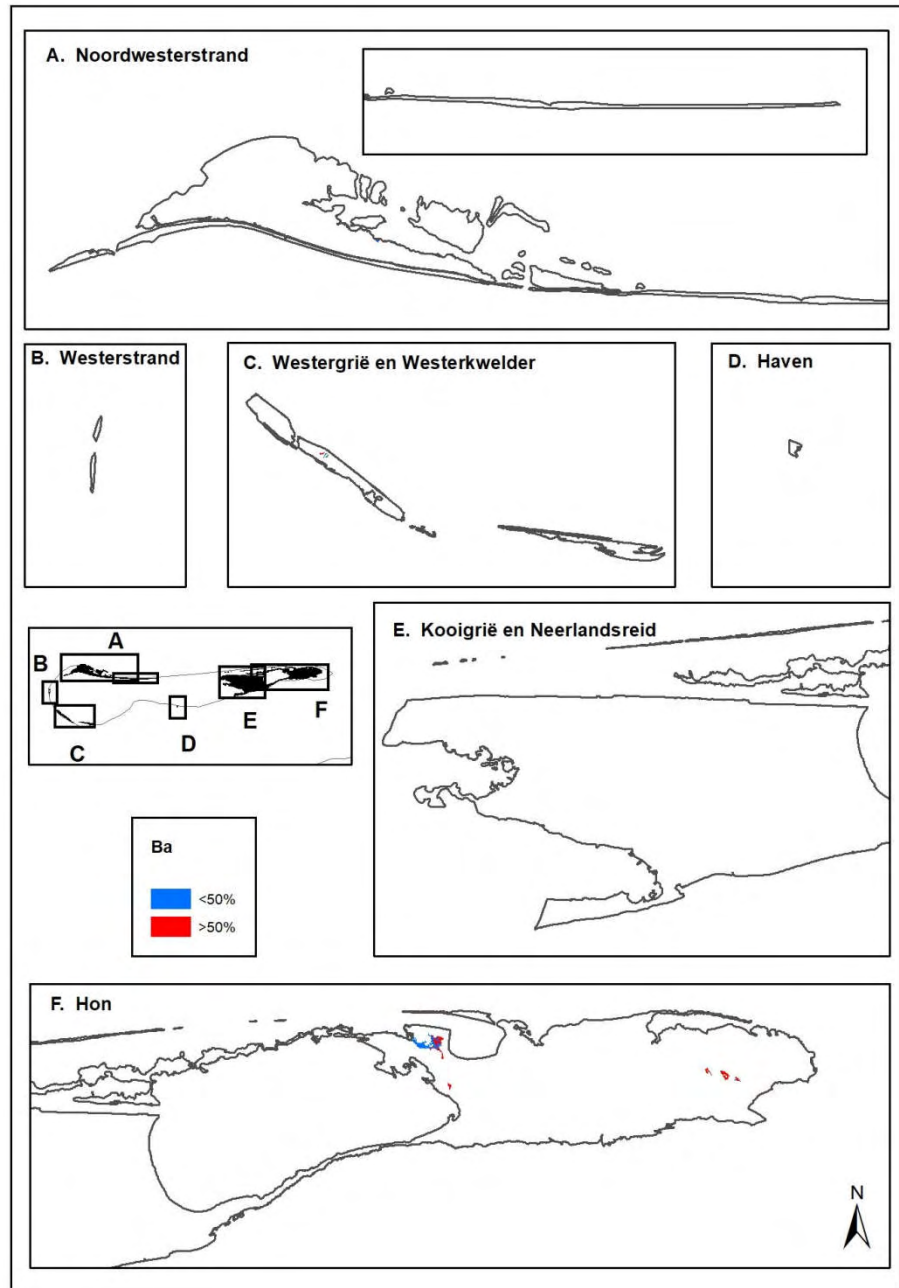 A. Noordwesterstrand
B. Westerstrand
C. Westergrië en Westerkwelder
D. Haven
A
B
C
D
E
F
E. Kooigrië en Neerlandsreid
Ba
<50%
>50%
F. Hon
N